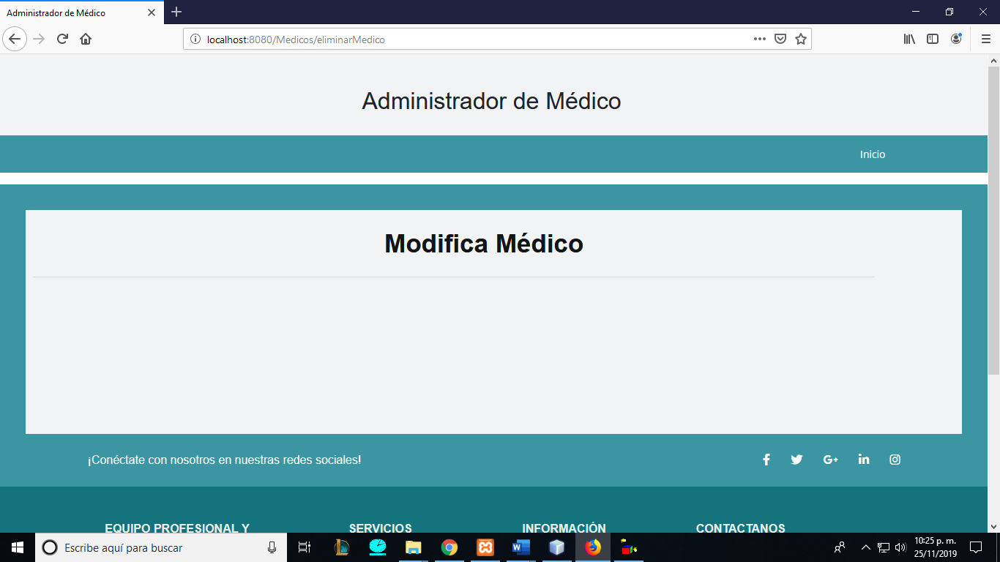 Administrador de Médico
localhost:8080/Medicos/eliminarMedico
Administrador de Médico
Inicio
Modifica Médico
¡Conéctate con nosotros en nuestras redes sociales!
EQUIPO PROFESIONAL Y
SERVICIOS
INFORMACIÓN
CONTACTANOS
Escribe aquí para buscar
10:25 p. m.
25/11/2019